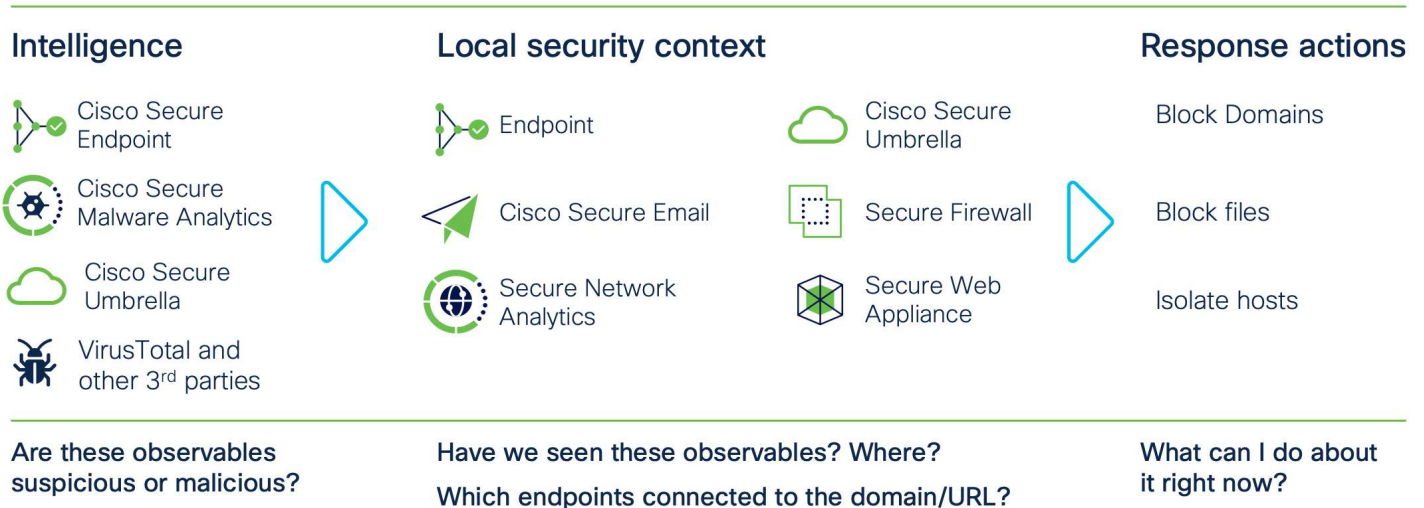 Intelligence
Cisco Secure
Endpoint
Cisco Secure
Malware Analytics
Cisco Secure
Umbrella
VirusTotal and
other 3rd parties
Are these observables
suspicious or malicious?
Local security context
Endpoint
Cisco Secure Email
Secure Network
Analytics
Cisco Secure
Umbrella
Secure Firewall
Secure Web
Appliance
Have we seen these observables? Where?
Which endpoints connected to the domain/URL?
Response actions
Block Domains
Block files
Isolate hosts
What can I do about
it right now?